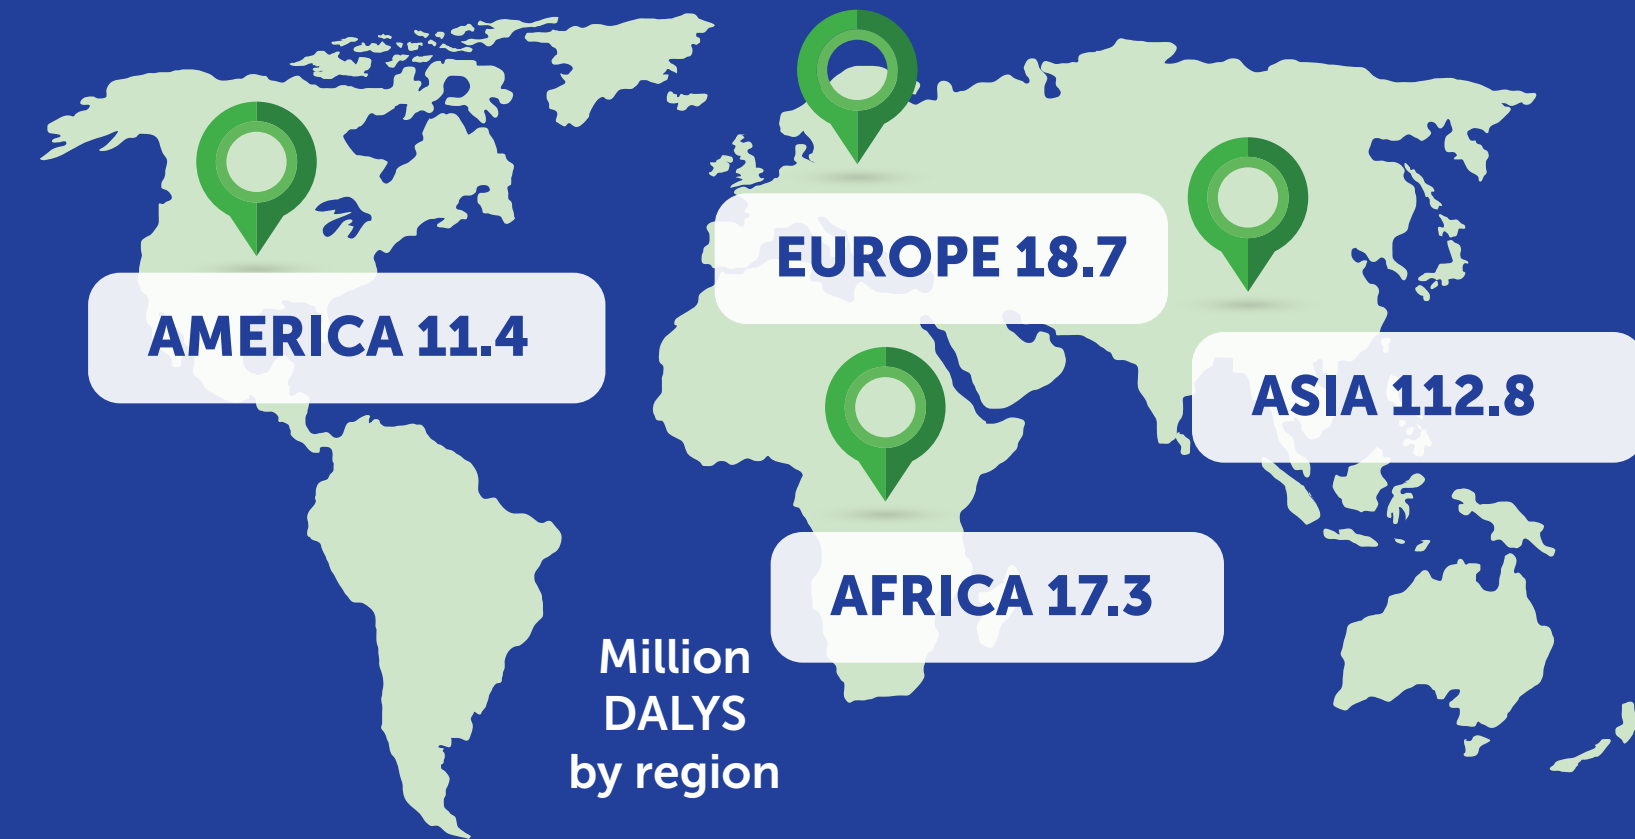 EUROPE 18.7
AMERICA 11.4
ASIA 112.8
AFRICA 17.3
Million
DALYS
by region